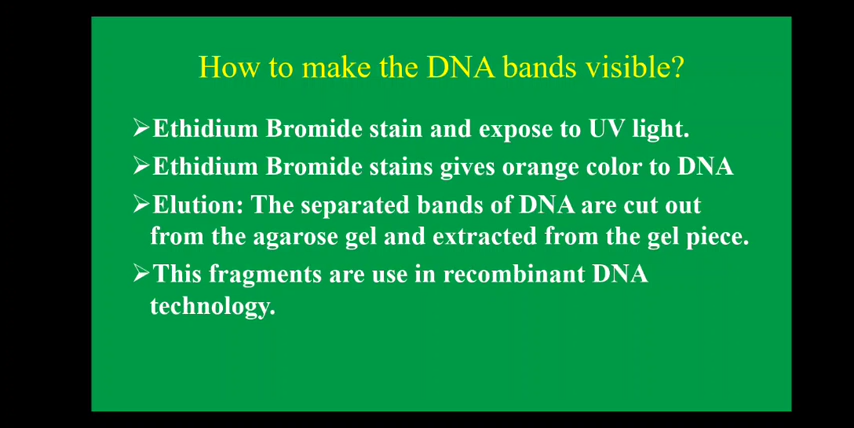 How to make the DNA bands visible?
➢Ethidium Bromide stain and expose to UV light.
➢Ethidium Bromide stains gives orange color to DNA
➢Elution: The separated bands of DNA are cut out
from the agarose gel and extracted from the gel piece.
➢This fragments are use in recombinant DNA
technology.